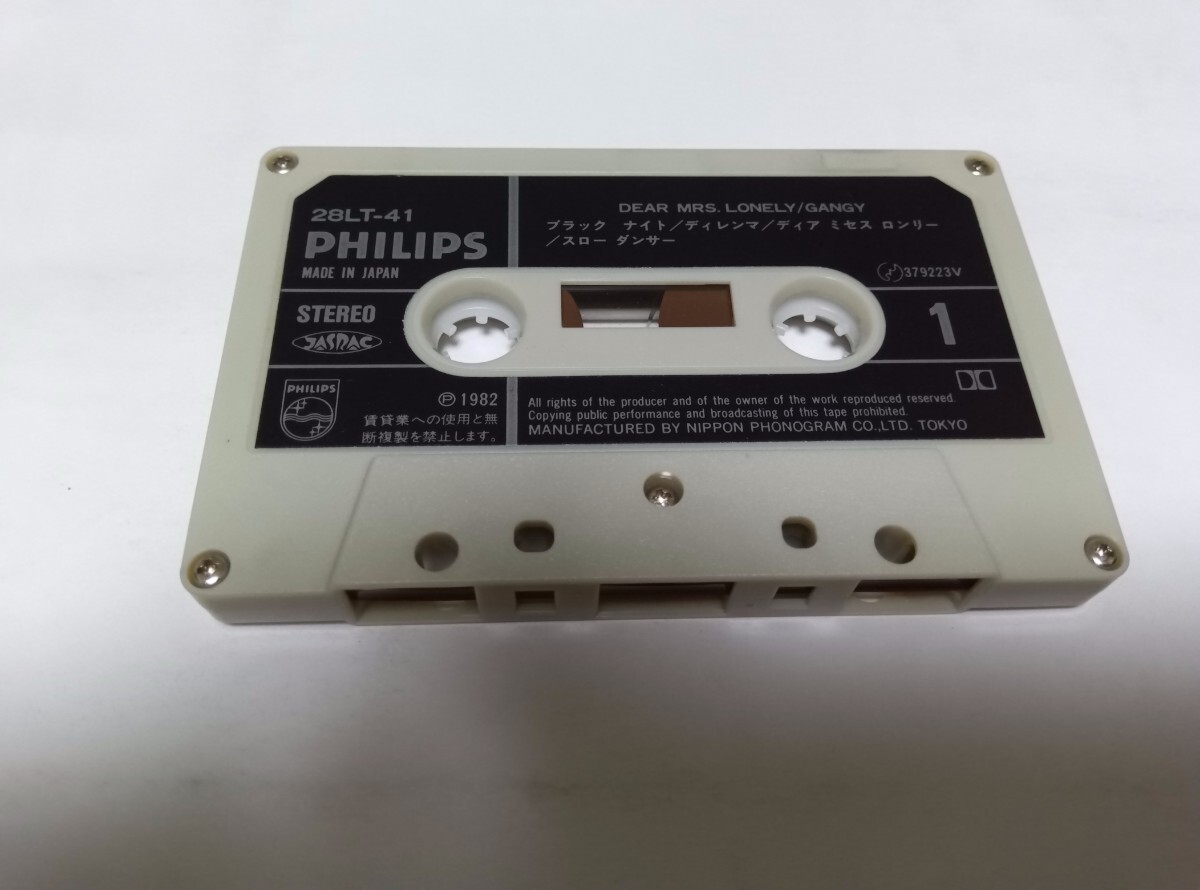 28LT-41
PHILIPS
MADE IN JAPAN
DEAR MRS. LONELY/GANGY
ブラック ナイト/ディレンマ/ディア ミセス ロンリー
/スロー ダンサー
379223V
STEREO
JASRAC
1
PHILIPS
℗1982
賃貸業への使用と無
断複製を禁止します。
All rights of the producer and of the owner of the work reproduced reserved.
Copying public performance and broadcasting of this tape prohibited.
MANUFACTURED BY NIPPON PHONOGRAM CO.,LTD. TOKYO